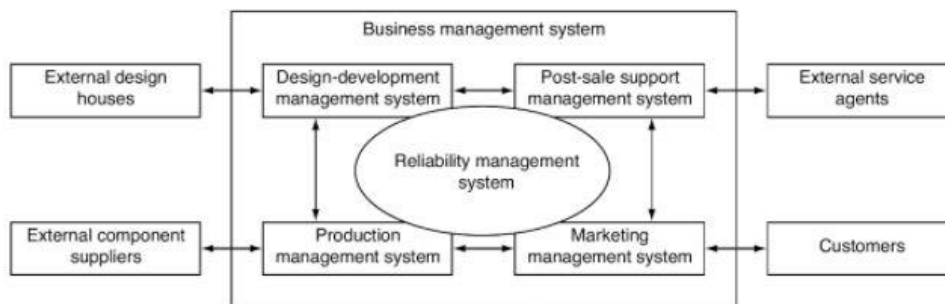 Business management system
External design
houses
Design-development
management system
Post-sale support
management system
External service
agents
Reliability management
system
External component
suppliers
Production
management system
Marketing
management system
Customers